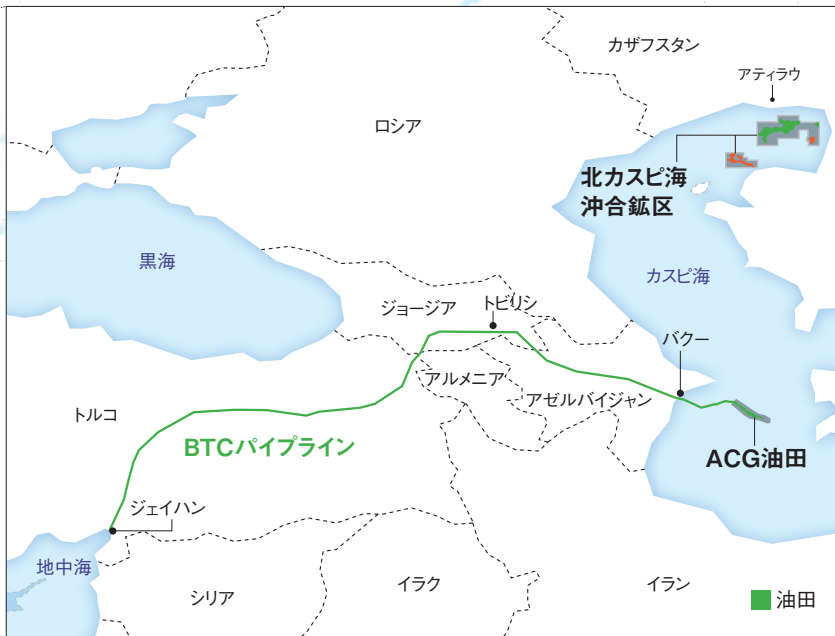 カザフスタン
アティラウ
ロシア
北カスピ海
沖合鉱区
黒海
カスピ海
ジョージア
トビリシ
バクー
アルメニア
アゼルバイジャン
トルコ
BTCパイプライン
ACG油田
ジェイハン
地中海
シリア
イラク
イラン
油田